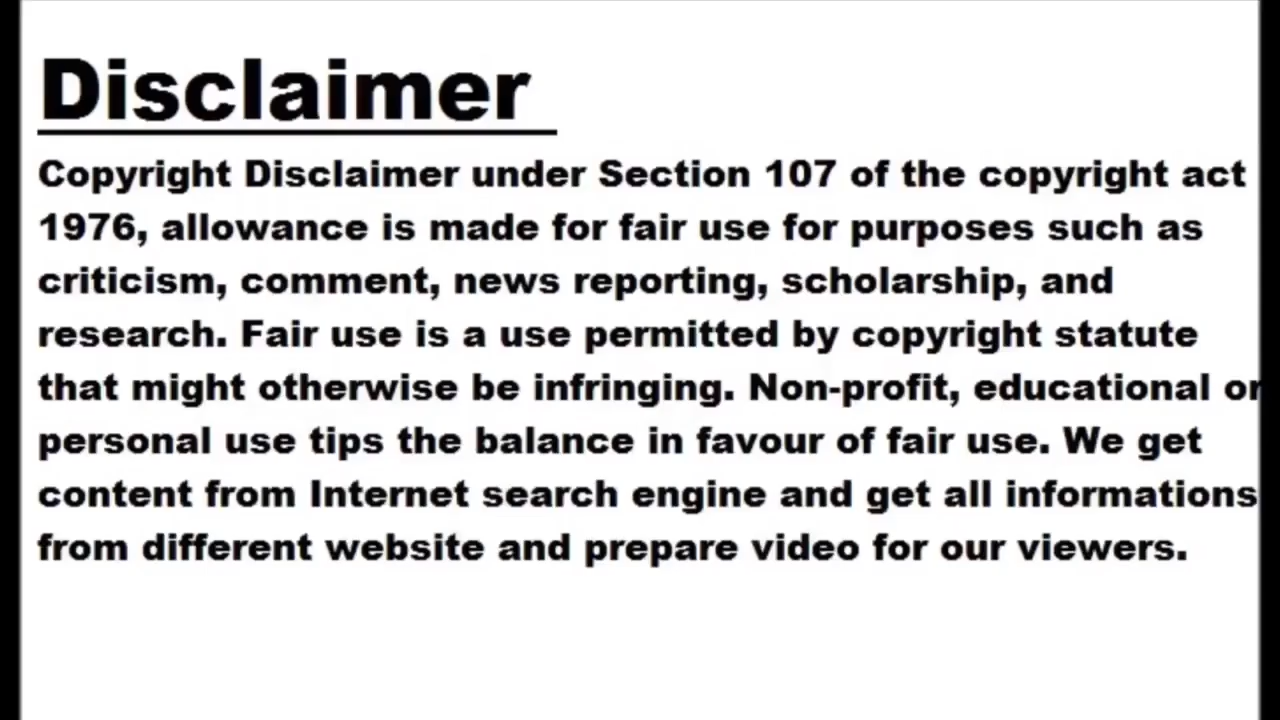 Disclaimer
Copyright Disclaimer under Section 107 of the copyright act
1976, allowance is made for fair use for purposes such as
criticism, comment, news reporting, scholarship, and
research. Fair use is a use permitted by copyright statute
that might otherwise be infringing. Non-profit, educational or
personal use tips the balance in favour of fair use. We get
content from Internet search engine and get all informations
from different website and prepare video for our viewers.